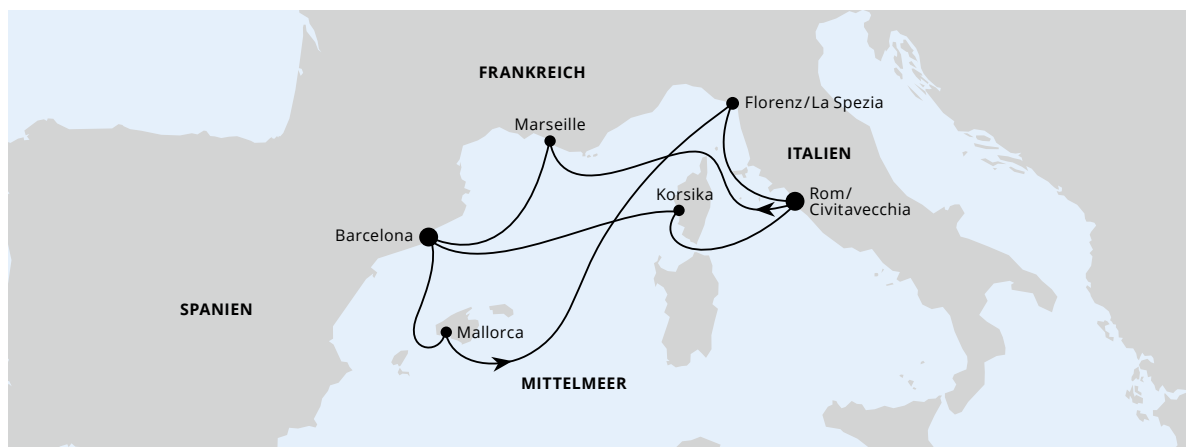 FRANKREICH
Florenz/La Spezia
Marseille
ITALIEN
Korsika
Rom/
Civitavecchia
Barcelona
SPANIEN
Mallorca
MITTELMEER